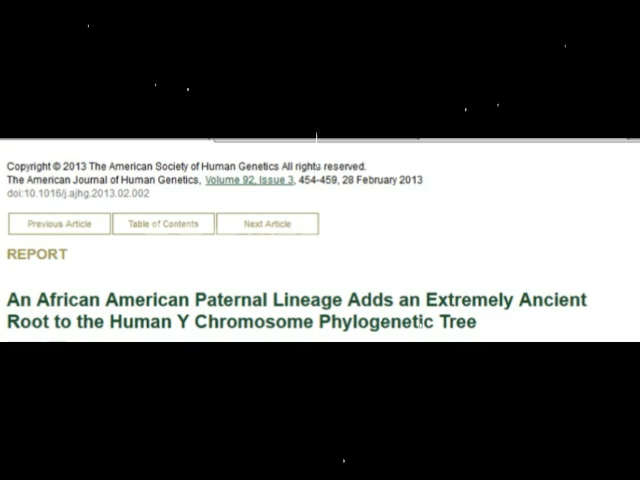 Copyright © 2013 The American Society of Human Genetics All rights reserved.
The American Journal of Human Genetics, Volume 92, Issue 3, 454-459, 28 February 2013
doi:10.1016/j.ajhg.2013.02.002
Previous Article Table of Contents Next Article
REPORT
An African American Paternal Lineage Adds an Extremely Ancient
Root to the Human Y Chromosome Phylogenetic Tree